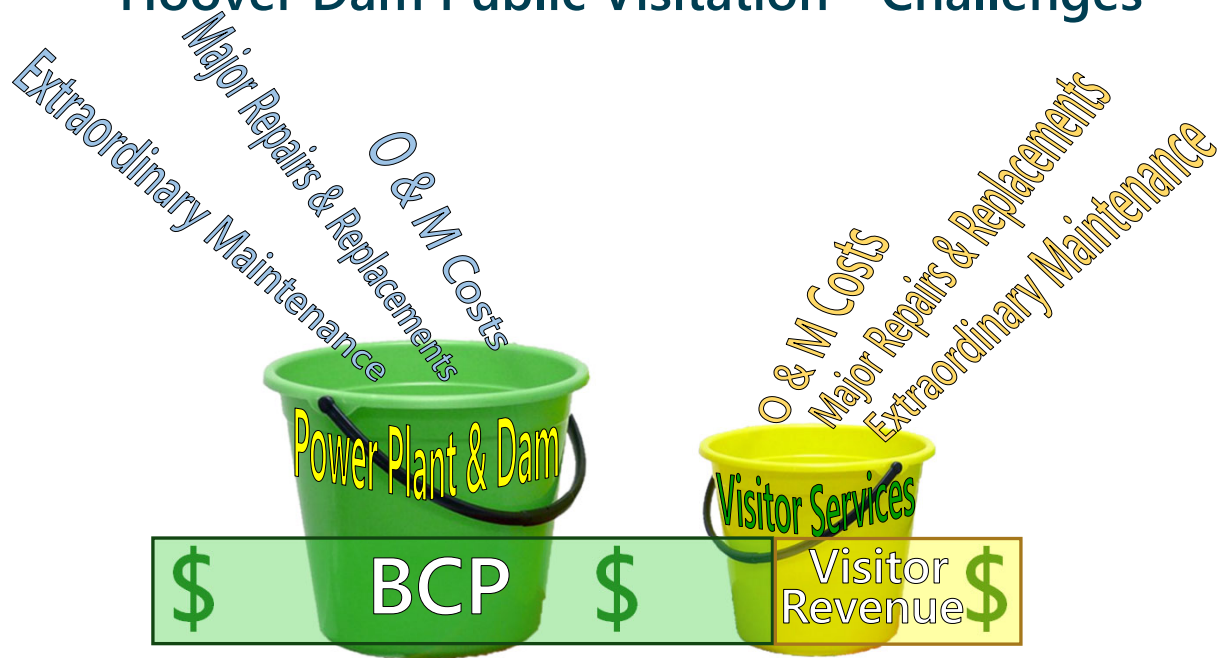 Hoover Dam Public Visitation - Challenges
Extraordinary Maintenance
Major Repairs & Replacements
O & M Costs
O & M Costs
Major Repairs & Replacements
Extraordinary Maintenance
Power Plant & Dam
Visitor Services
$ BCP $
Visitor
Revenue $